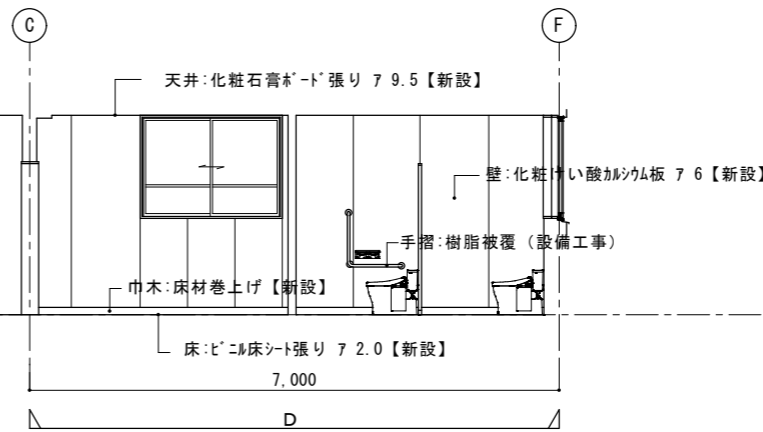 C
F
天井:化粧石膏ボード張り ア 9.5【新設】
壁:化粧けい酸カルシウム板 ア 6【新設】
手摺:樹脂被覆（設備工事）
巾木:床材巻上げ【新設】
床:ビニル床シート張り ア 2.0【新設】
7,000
D